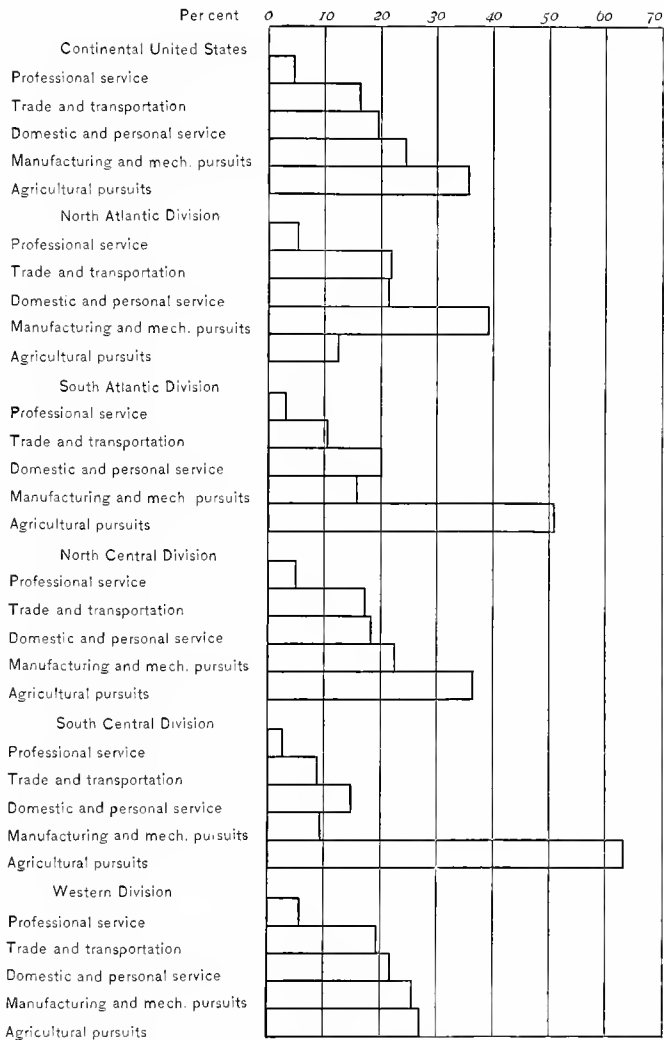 Per cent 0 10 20 30 40 50 60 70
Continental United States
Professional service
Trade and transportation
Domestic and personal service
Manufacturing and mech. pursuits
Agricultural pursuits
North Atlantic Division
Professional service
Trade and transportation
Domestic and personal service
Manufacturing and mech. pursuits
Agricultural pursuits
South Atlantic Division
Professional service
Trade and transportation
Domestic and personal service
Manufacturing and mech pursuits
Agricultural pursuits
North Central Division
Professional service
Trade and transportation
Domestic and personal service
Manufacturing and mech. pursuits
Agricultural pursuits
South Central Division
Professional service
Trade and transportation
Domestic and personal service
Manufacturing and mech. pursuits
Agricultural pursuits
Western Division
Professional service
Trade and transportation
Domestic and personal service
Manufacturing and mech. pursuits
Agricultural pursuits